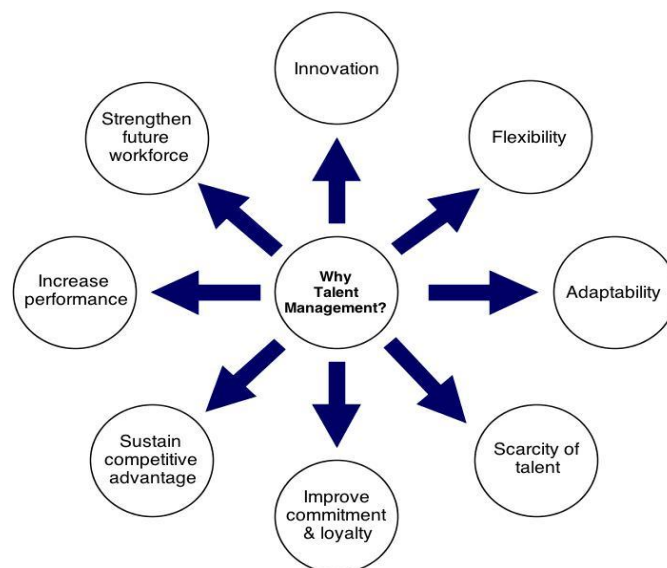 Innovation
Strengthen
future
workforce
Flexibility
Increase
performance
Why
Talent
Management?
Adaptability
Sustain
competitive
advantage
Scarcity of
talent
Improve
commitment
& loyalty